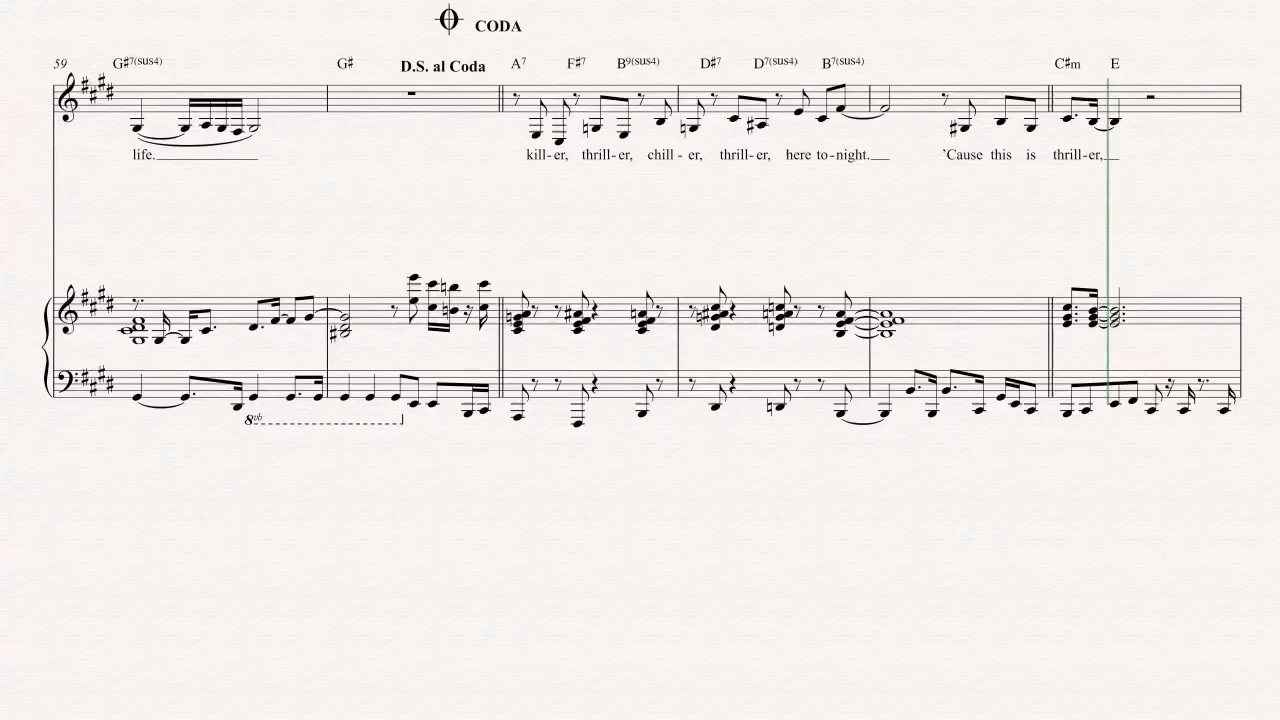 CODA
59 G♯7(sus4) G♯ D.S. al Coda A7 F♯7 B9(sus4) D♯7 D7(sus4) B7(sus4) C♯m E
life. kill-er, thrill-er, chill-er, thrill-er, here to-night. 'Cause this is thrill-er,
8vb